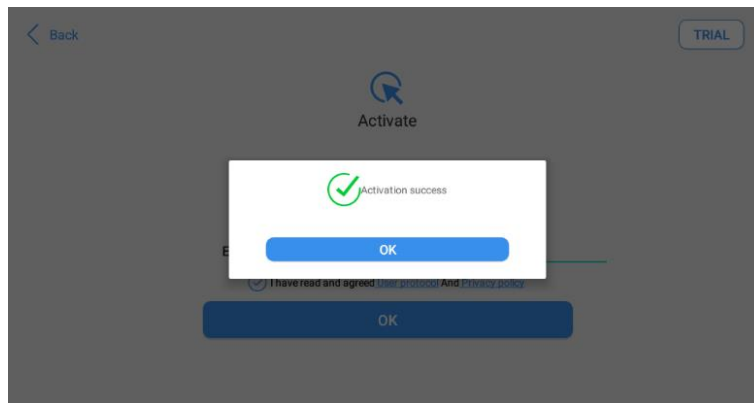 Back
TRIAL
Activate
Activation success
OK
E
I have read and agreed User protocol And Privacy policy
OK